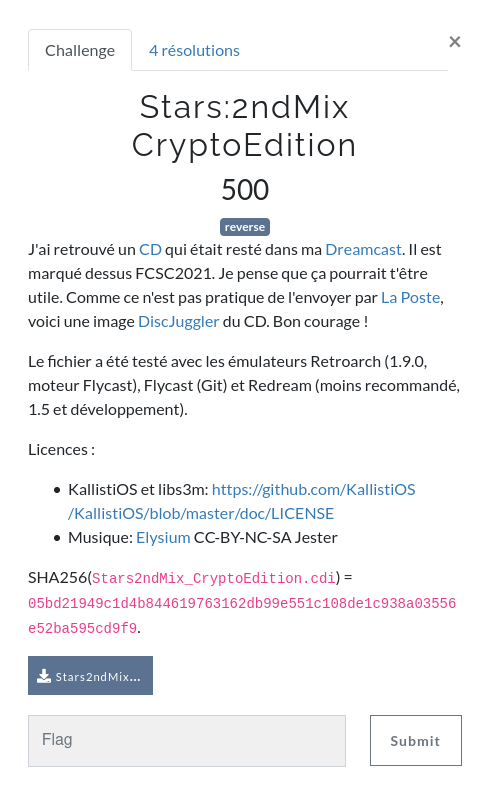 Challenge
4 résolutions
×
Stars:2ndMix
CryptoEdition
500
reverse
J'ai retrouvé un CD qui était resté dans ma Dreamcast. Il est
marqué dessus FCSC2021. Je pense que ça pourrait t'être
utile. Comme ce n'est pas pratique de l'envoyer par La Poste,
voici une image DiscJuggler du CD. Bon courage !
Le fichier a été testé avec les émulateurs Retroarch (1.9.0,
moteur Flycast), Flycast (Git) et Redream (moins recommandé,
1.5 et développement).
Licences :
• KallistiOS et libs3m: https://github.com/KallistiOS
/KallistiOS/blob/master/doc/LICENSE
• Musique: Elysium CC-BY-NC-SA Jester
SHA256(Stars2ndMix_CryptoEdition.cdi) =
05bd21949c1d4b844619763162db99e551c108de1c938a03556
e52ba595cd9f9.
Stars2ndMix...
Flag
Submit